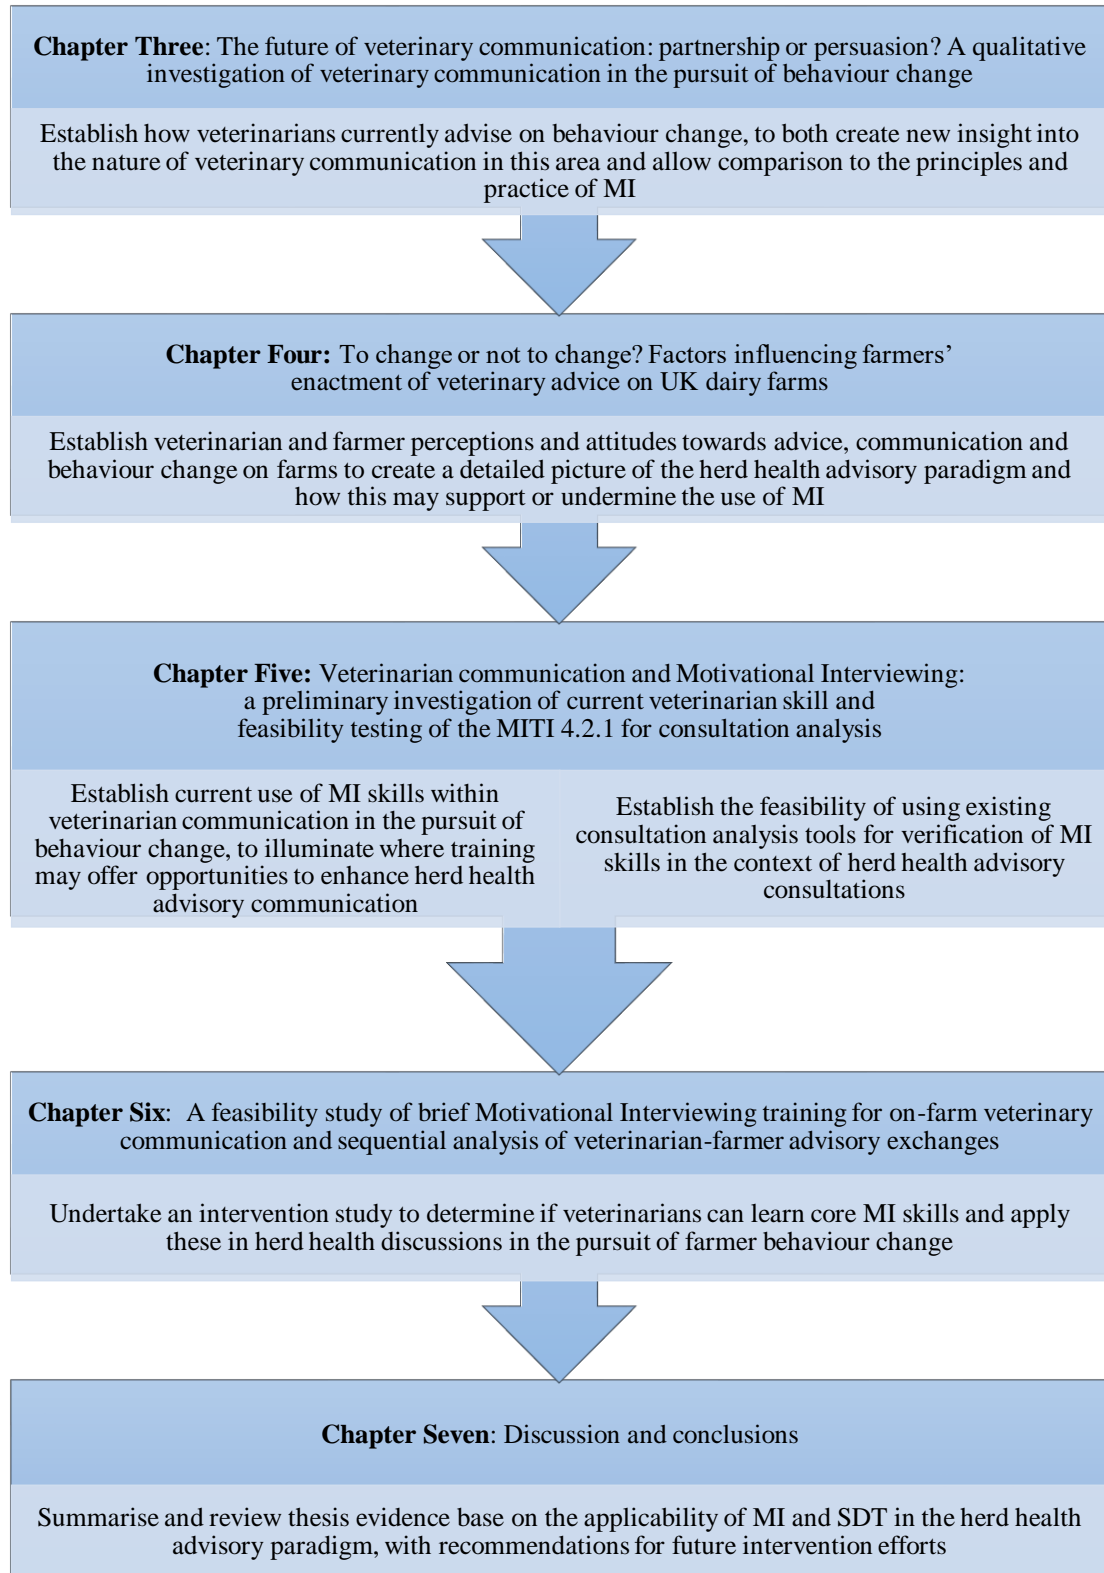 Chapter Three: The future of veterinary communication: partnership or persuasion? A qualitative
investigation of veterinary communication in the pursuit of behaviour change
Establish how veterinarians currently advise on behaviour change, to both create new insight into
the nature of veterinary communication in this area and allow comparison to the principles and
practice of MI
Chapter Four: To change or not to change? Factors influencing farmers'
enactment of veterinary advice on UK dairy farms
Establish veterinarian and farmer perceptions and attitudes towards advice, communication and
behaviour change on farms to create a detailed picture of the herd health advisory paradigm and
how this may support or undermine the use of MI
Chapter Five: Veterinarian communication and Motivational Interviewing:
a preliminary investigation of current veterinarian skill and
feasibility testing of the MITI 4.2.1 for consultation analysis
Establish current use of MI skills within
veterinarian communication in the pursuit of
behaviour change, to illuminate where training
may offer opportunities to enhance herd health
advisory communication
Establish the feasibility of using existing
consultation analysis tools for verification of MI
skills in the context of herd health advisory
consultations
Chapter Six: A feasibility study of brief Motivational Interviewing training for on-farm veterinary
communication and sequential analysis of veterinarian-farmer advisory exchanges
Undertake an intervention study to determine if veterinarians can learn core MI skills and apply
these in herd health discussions in the pursuit of farmer behaviour change
Chapter Seven: Discussion and conclusions
Summarise and review thesis evidence base on the applicability of MI and SDT in the herd health
advisory paradigm, with recommendations for future intervention efforts